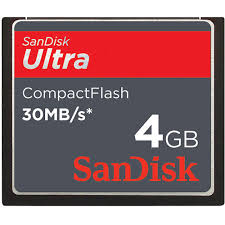 SanDisk
Ultra
CompactFlash
30MB/s*
4GB
SanDisk